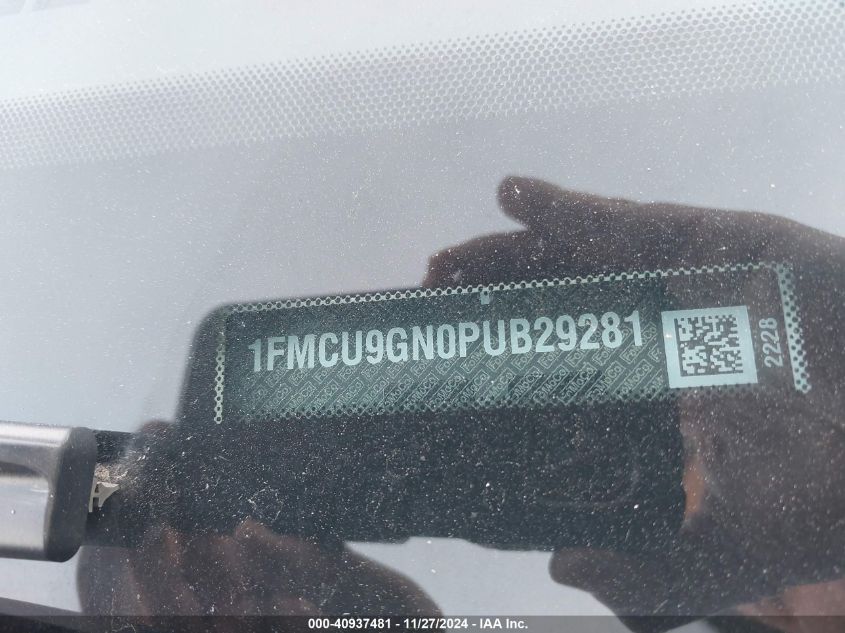 1FMCU9GN0PUB29281
2228
000-40937481 - 11/27/2024 - IAA Inc.